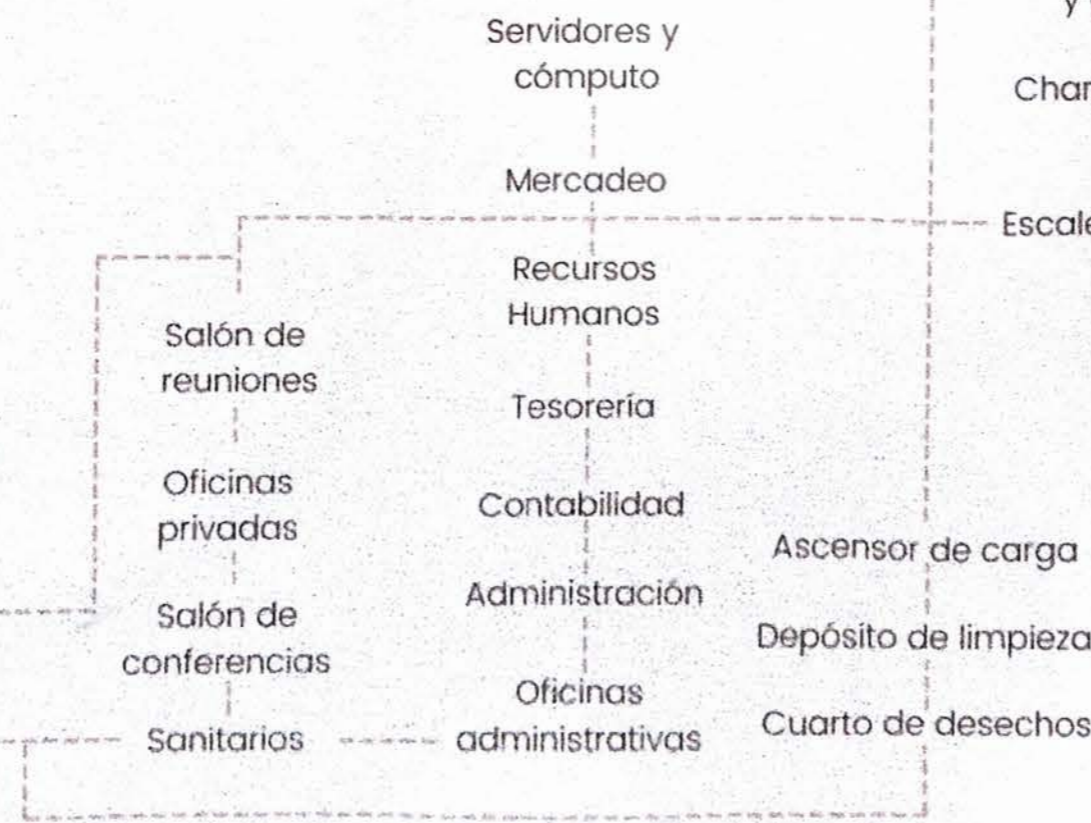 Servidores y
cómputo
Mercadeo
Recursos
Humanos
Salón de
reuniones
Tesorería
Oficinas
privadas
Contabilidad
Ascensor de carga
Administración
Salón de
conferencias
Depósito de limpieza
Oficinas
administrativas
Cuarto de desechos
Sanitarios